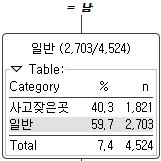 = 남
일반 (2,703/4,524)
Table:
Category % n
사고잦은곳 40,3 1,821
일반 59,7 2,703
Total 7,4 4,524